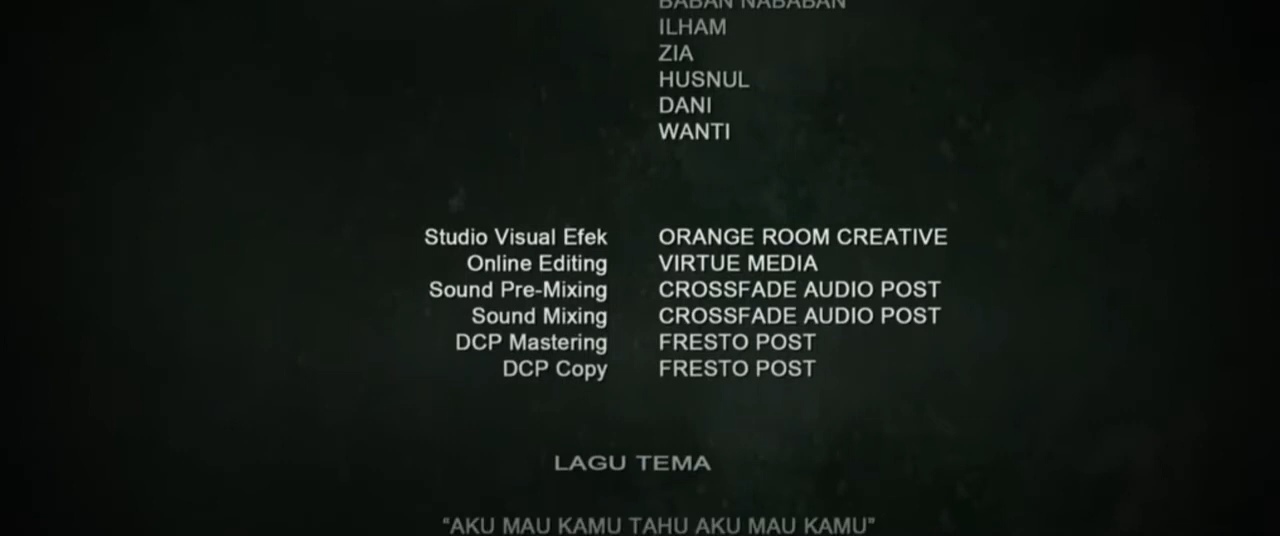 BABAN NABABAN
ILHAM
ZIA
HUSNUL
DANI
WANTI
Studio Visual Efek ORANGE ROOM CREATIVE
Online Editing VIRTUE MEDIA
Sound Pre-Mixing CROSSFADE AUDIO POST
Sound Mixing CROSSFADE AUDIO POST
DCP Mastering FRESTO POST
DCP Copy FRESTO POST
LAGU TEMA
“AKU MAU KAMU TAHU AKU MAU KAMU”